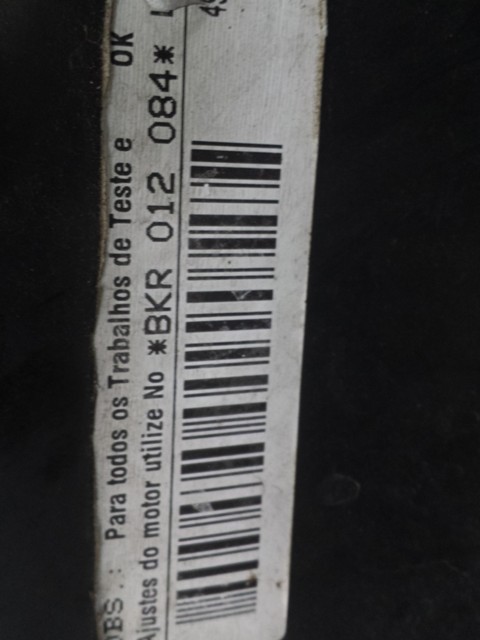 OBS.: Para todos os Trabalhos de Teste e OK
Ajustes do motor utilize No *BKR 012 084*